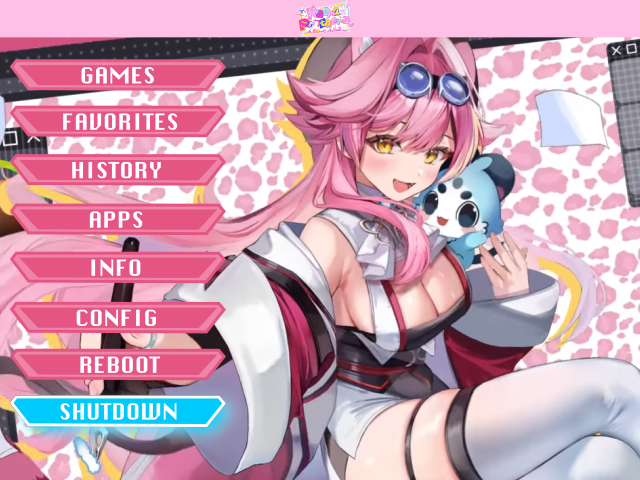 GAMES
FAVORITES
HISTORY
APPS
INFO
CONFIG
REBOOT
SHUTDOWN